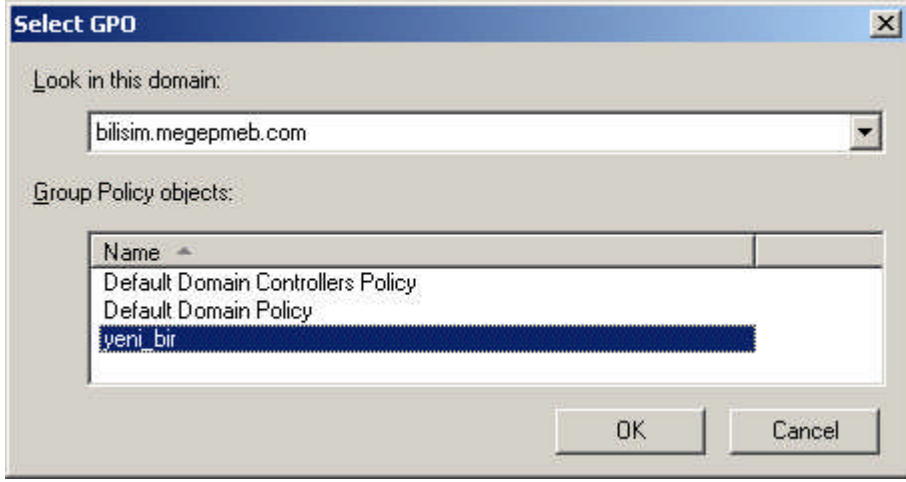 Select GPO
Look in this domain:
bilisim.megepmeb.com
Group Policy objects:
Name
Default Domain Controllers Policy
Default Domain Policy
yeni_bir
OK Cancel